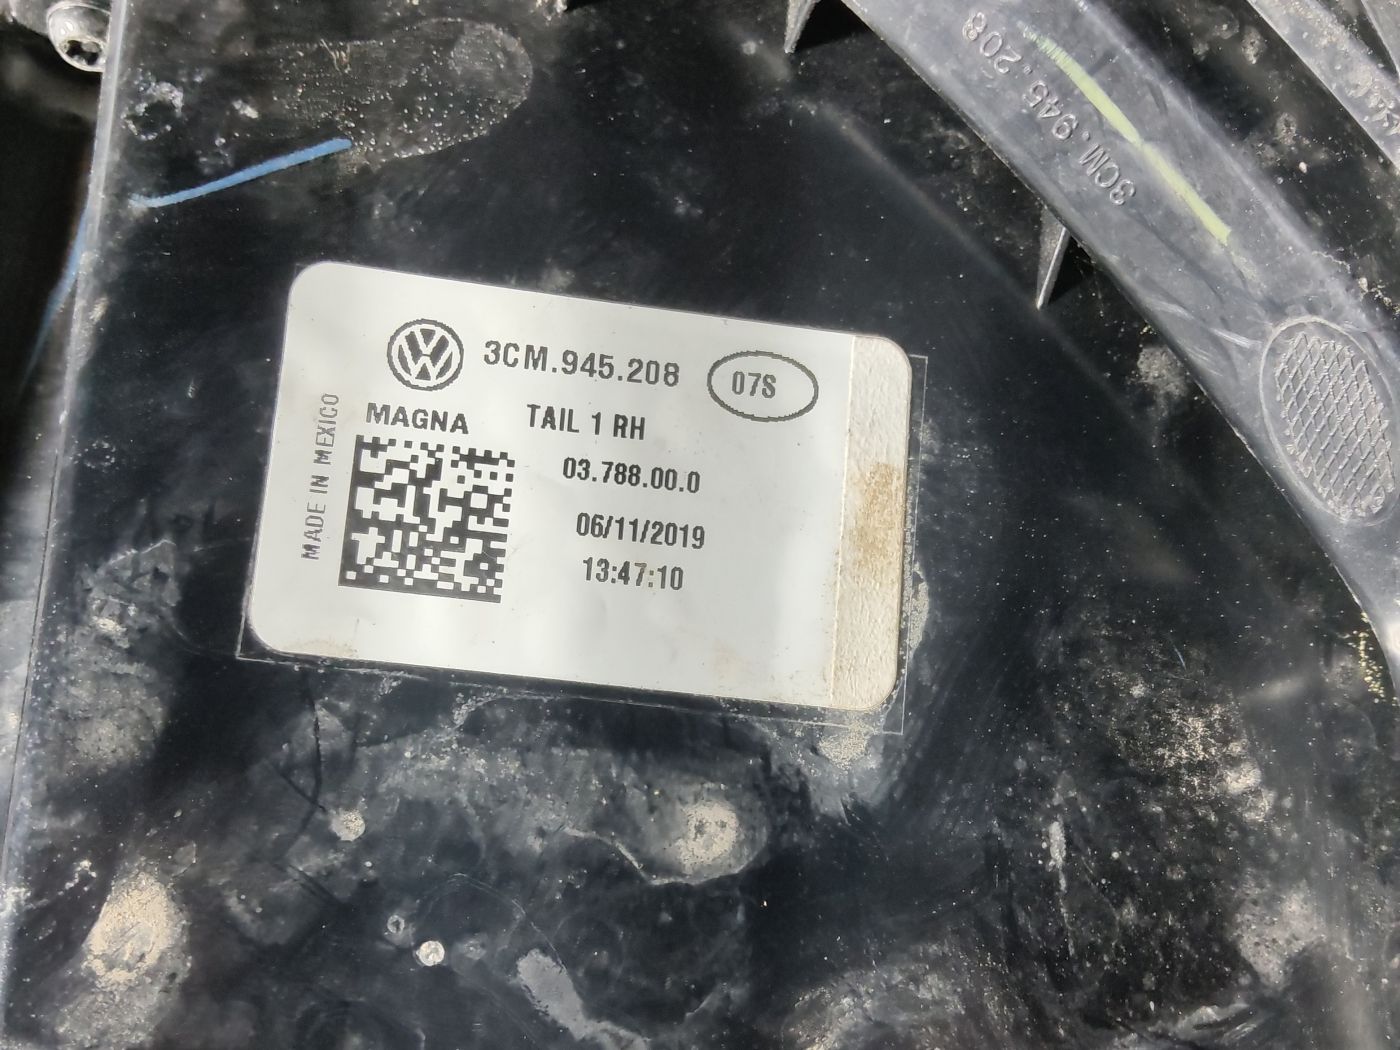 3CM.945.208
3CM.945.208 07S
MAGNA TAIL 1 RH
03.788.00.0
06/11/2019
13:47:10
MADE IN MEXICO